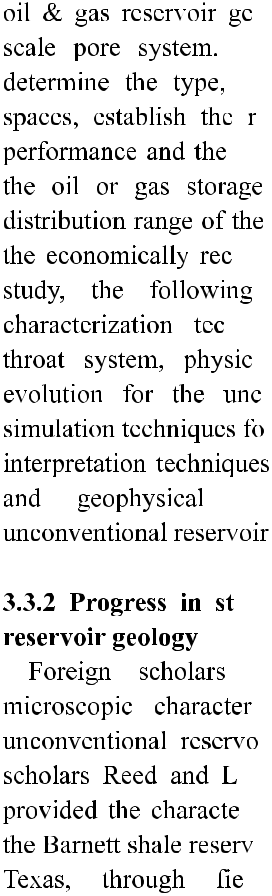 oil & gas reservoir ge
scale pore system.
determine the type,
spaces, establish the r
performance and the
the oil or gas storage
distribution range of the
the economically rec
study, the following
characterization tec
throat system, physic
evolution for the unc
simulation techniques fo
interpretation techniques
and geophysical
unconventional reservoir
3.3.2 Progress in st
reservoir geology
Foreign scholars
microscopic character
unconventional reservo
scholars Reed and L
provided the characte
the Barnett shale reserv
Texas, through fie